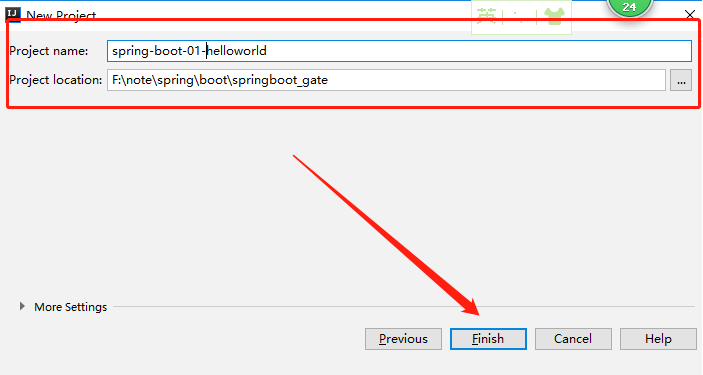 IJ New Project
24
英
Project name: spring-boot-01-helloworld
Project location: F:\note\spring\boot\springboot_gate ...
More Settings
Previous Finish Cancel Help